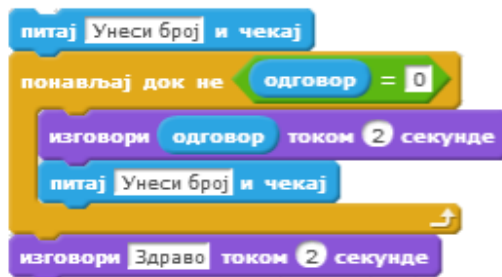 питај Унеси број и чекај
понављај док не одговор = 0
изговори одговор током 2 секунде
питај Унеси број и чекај
изговори Здраво током 2 секунде